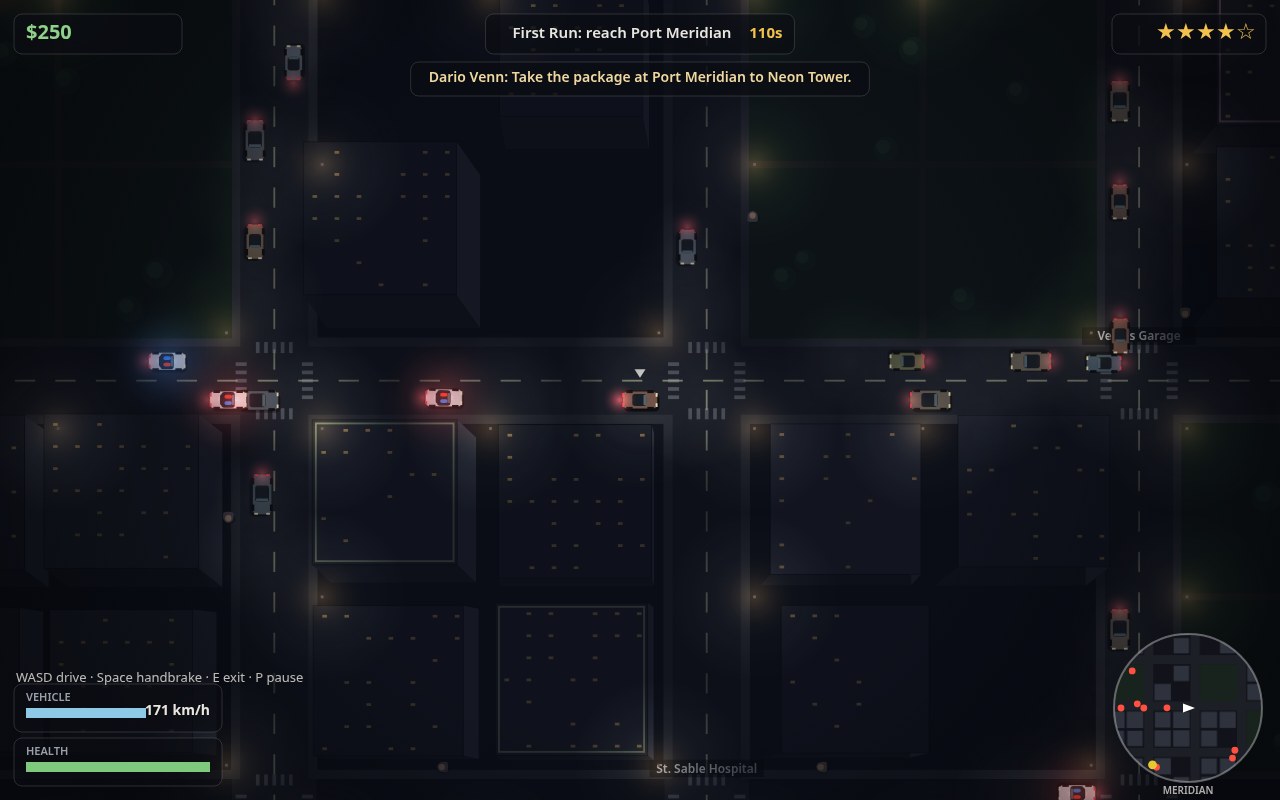 $250
First Run: reach Port Meridian 110s
★★★★☆
Dario Venn: Take the package at Port Meridian to Neon Tower.
Garage
WASD drive · Space handbrake · E exit · P pause
VEHICLE
171 km/h
HEALTH
St. Sable Hospital
MERIDIAN